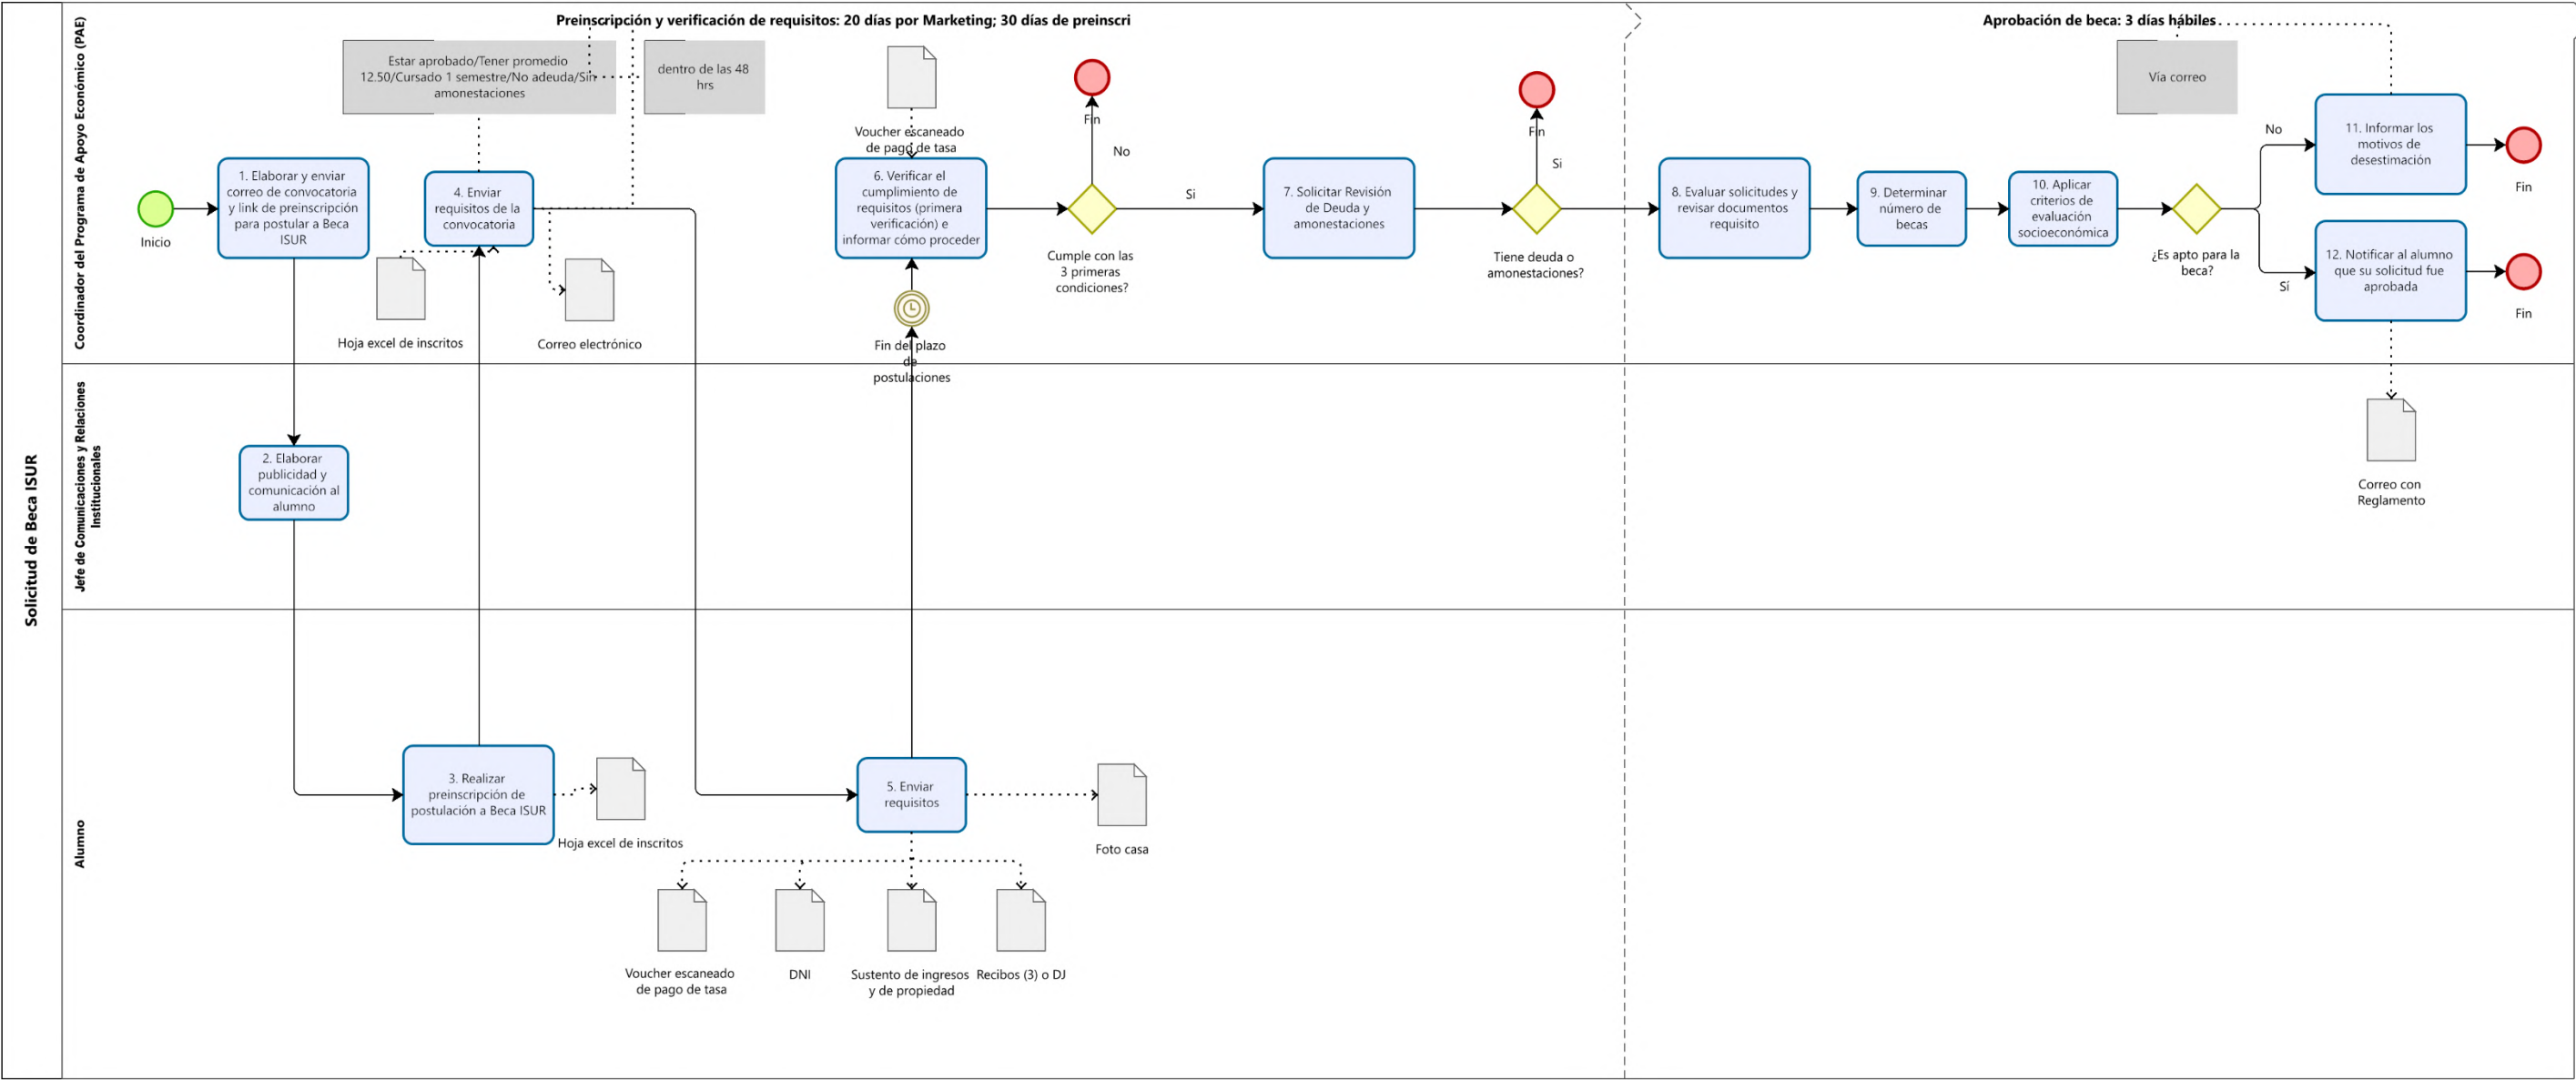 Solicitud de Beca ISUR
Coordinador del Programa de Apoyo Económico (PAE)
Preinscripción y verificación de requisitos: 20 días por Marketing; 30 días de preinscri
Aprobación de beca: 3 días hábiles
Estar aprobado/Tener promedio
12.50/Cursado 1 semestre/No adeuda/Sin
amonestaciones
dentro de las 48
hrs
Inicio
1. Elaborar y enviar
correo de convocatoria
y link de preinscripción
para postular a Beca
ISUR
4. Enviar
requisitos de la
convocatoria
Hoja excel de inscritos
Correo electrónico
Voucher escaneado
de pago de tasa
6. Verificar el
cumplimiento de
requisitos (primera
verificación) e
informar cómo proceder
Fin del plazo
de
postulaciones
Fin
No
Cumple con las
3 primeras
condiciones?
Si
7. Solicitar Revisión
de Deuda y
amonestaciones
Fin
Si
Tiene deuda o
amonestaciones?
8. Evaluar solicitudes y
revisar documentos
requisito
9. Determinar
número de
becas
10. Aplicar
criterios de
evaluación
socioeconómica
Vía correo
¿Es apto para la
beca?
No
11. Informar los
motivos de
desestimación
Fin
Sí
12. Notificar al alumno
que su solicitud fue
aprobada
Fin
Jefe de Comunicaciones y Relaciones
Institucionales
2. Elaborar
publicidad y
comunicación al
alumno
Correo con
Reglamento
Alumno
3. Realizar
preinscripción de
postulación a Beca ISUR
Hoja excel de inscritos
5. Enviar
requisitos
Foto casa
Voucher escaneado
de pago de tasa
DNI
Sustento de ingresos
y de propiedad
Recibos (3) o DJ